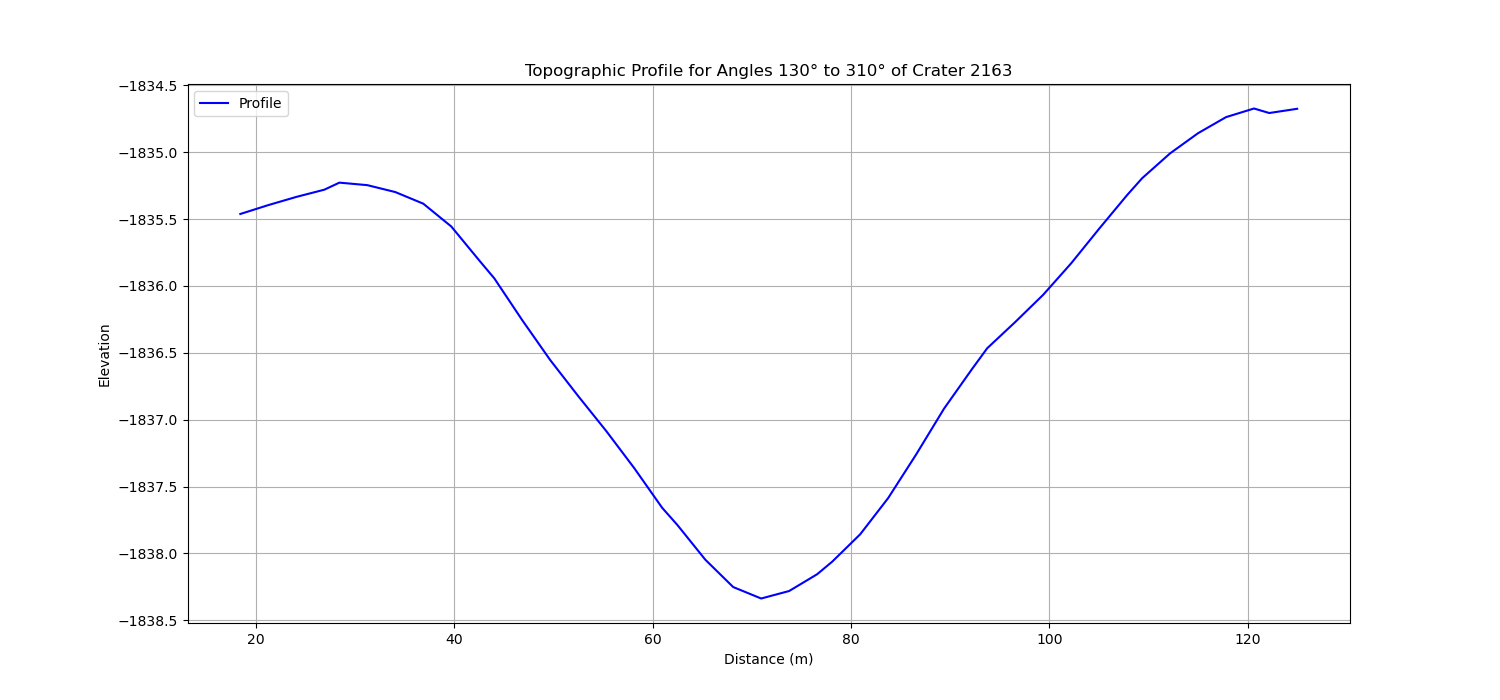 Topographic Profile for Angles 130° to 310° of Crater 2163
Profile
−1834.5
−1835.0
−1835.5
−1836.0
−1836.5
−1837.0
−1837.5
−1838.0
−1838.5
Elevation
20 40 60 80 100 120
Distance (m)